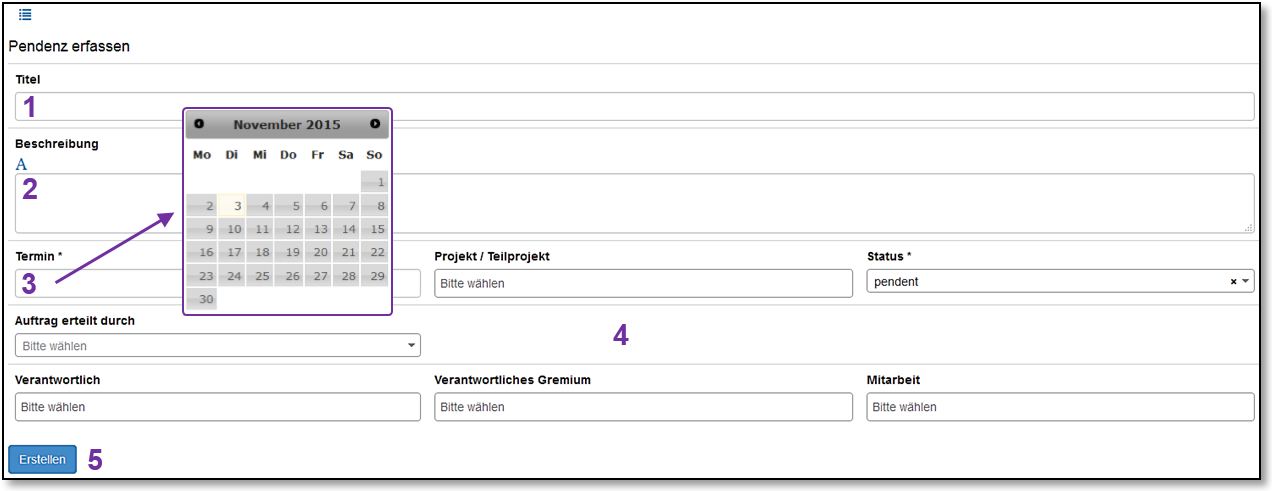 Pendenz erfassen
Titel
1
Beschreibung
A
2
November 2015
Mo Di Mi Do Fr Sa So
1
2 3 4 5 6 7 8
9 10 11 12 13 14 15
16 17 18 19 20 21 22
23 24 25 26 27 28 29
30
Termin * Projekt / Teilprojekt Status *
3 Bitte wählen pendent ×
Auftrag erteilt durch
4
Bitte wählen
Verantwortlich Verantwortliches Gremium Mitarbeit
Bitte wählen Bitte wählen Bitte wählen
Erstellen 5